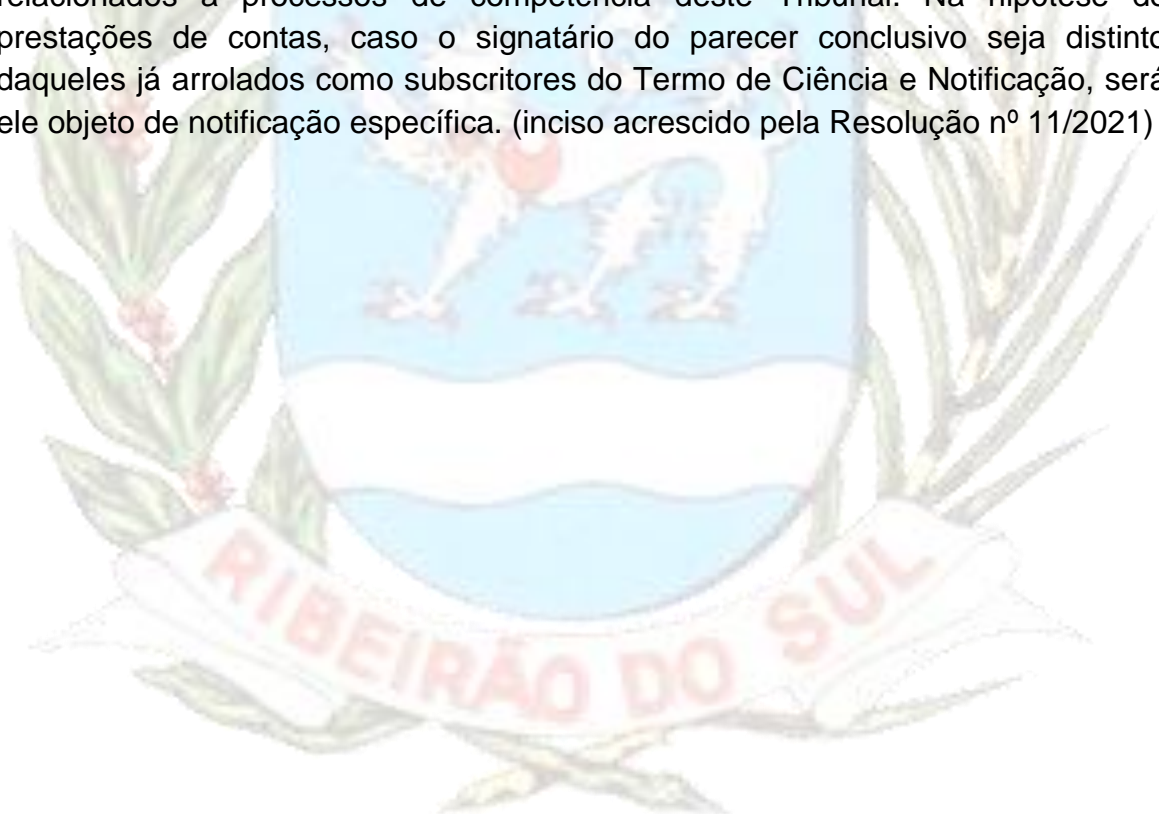 relacionados a processos de competência deste Tribunal. Na hipótese de
prestações de contas, caso o signatário do parecer conclusivo seja distinto
daqueles já arrolados como subscritores do Termo de Ciência e Notificação, será
ele objeto de notificação específica. (inciso acrescido pela Resolução nº 11/2021)
RIBEIRÃO DO SUL